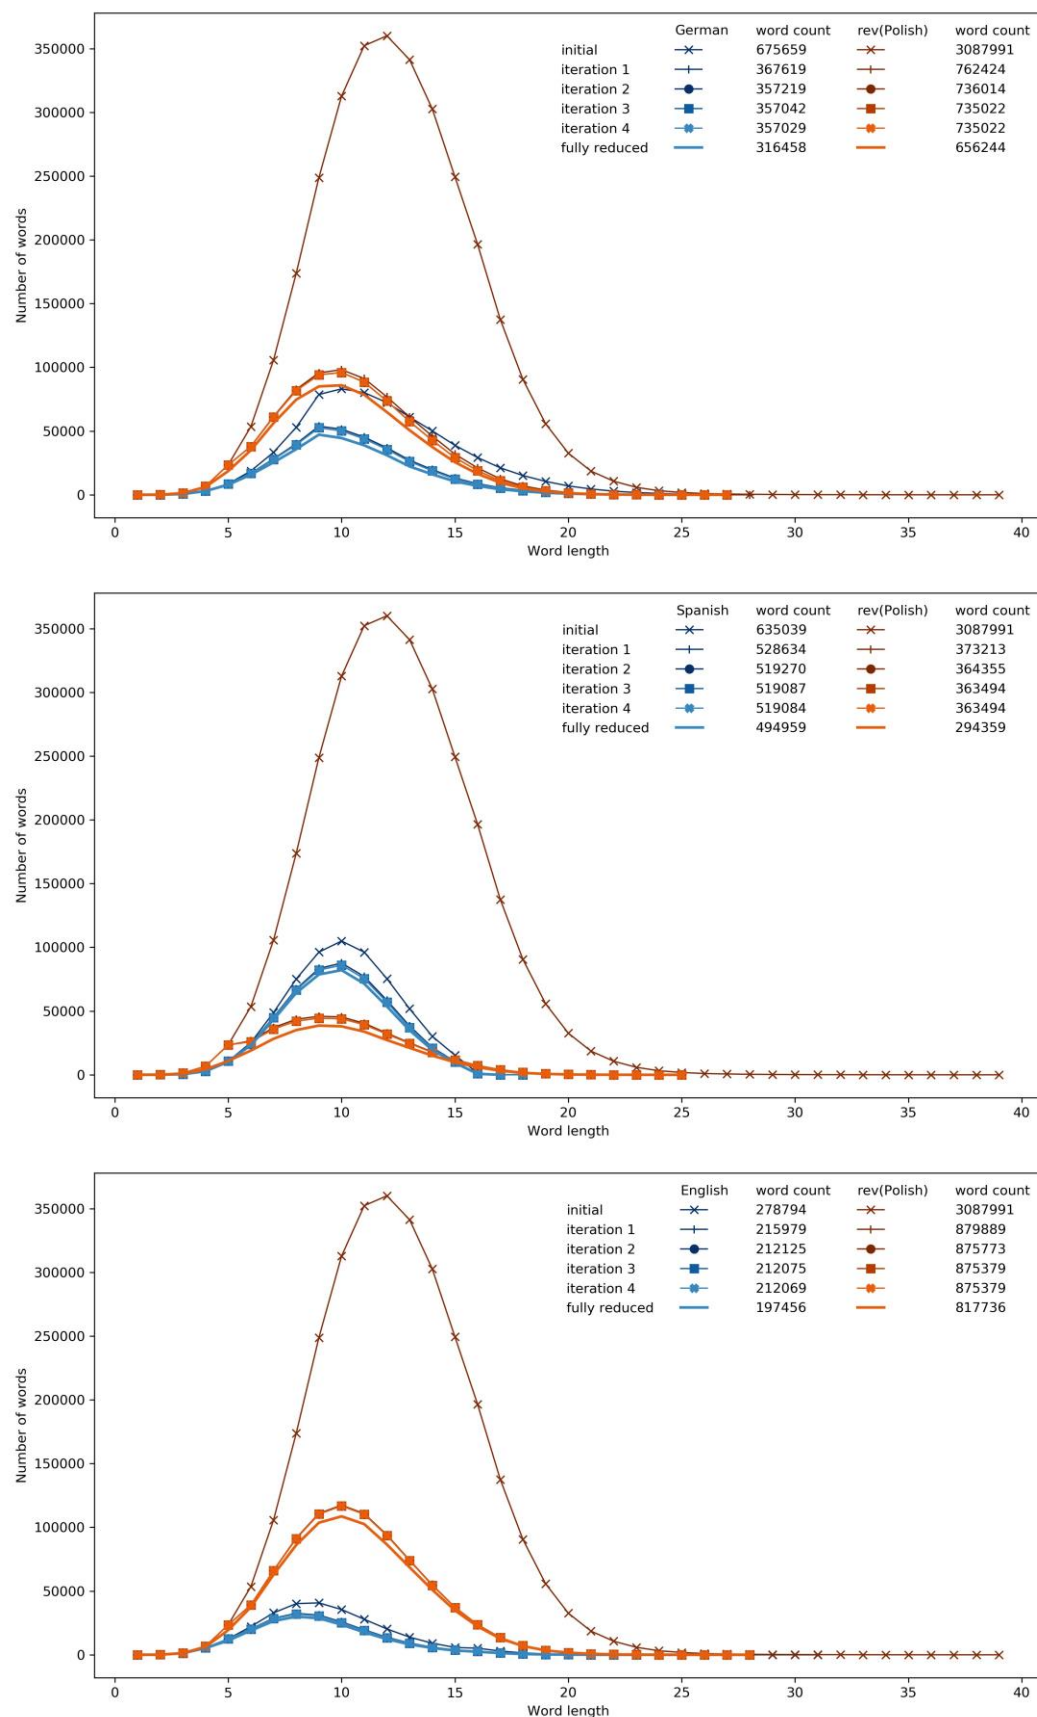 German word count rev(Polish) word count
initial 675659 3087991
iteration 1 367619 762424
iteration 2 357219 736014
iteration 3 357042 735022
iteration 4 357029 735022
fully reduced 316458 656244
350000
300000
250000
200000
150000
100000
50000
0
Number of words
0 5 10 15 20 25 30 35 40
Word length
Spanish word count rev(Polish) word count
initial 635039 3087991
iteration 1 528634 373213
iteration 2 519270 364355
iteration 3 519087 363494
iteration 4 519084 363494
fully reduced 494959 294359
350000
300000
250000
200000
150000
100000
50000
0
Number of words
0 5 10 15 20 25 30 35 40
Word length
English word count rev(Polish) word count
initial 278794 3087991
iteration 1 215979 879889
iteration 2 212125 875773
iteration 3 212075 875379
iteration 4 212069 875379
fully reduced 197456 817736
350000
300000
250000
200000
150000
100000
50000
0
Number of words
0 5 10 15 20 25 30 35 40
Word length